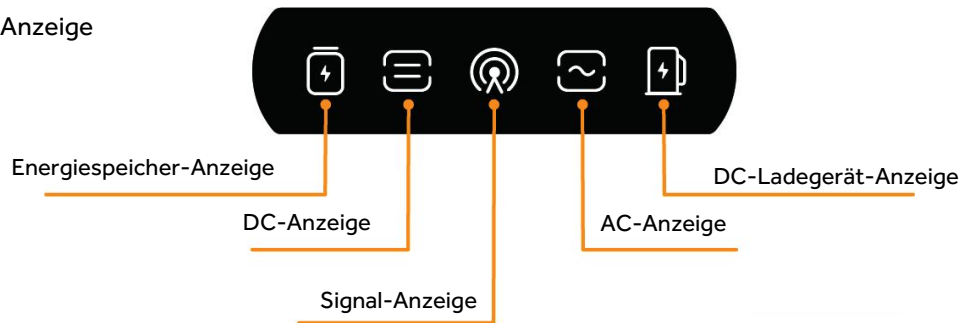 Anzeige
Energiespeicher-Anzeige
DC-Ladegerät-Anzeige
DC-Anzeige
AC-Anzeige
Signal-Anzeige